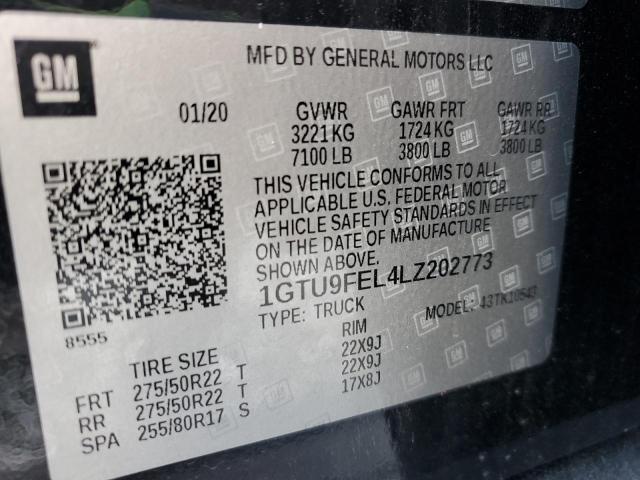 GM
MFD BY GENERAL MOTORS LLC
01/20 GVWR GAWR FRT GAWR RR
3221 KG 1724 KG 1724 KG
7100 LB 3800 LB 3800 LB
THIS VEHICLE CONFORMS TO ALL
APPLICABLE U.S. FEDERAL MOTOR
VEHICLE SAFETY STANDARDS IN EFFECT
ON THE DATE OF MANUFACTURE
SHOWN ABOVE.
1GTU9FEL4LZ202773
TYPE: TRUCK MODEL: 43TK10543
8555
TIRE SIZE RIM
FRT 275/50R22 T 22X9J
RR 275/50R22 T 22X9J
SPA 255/80R17 S 17X8J